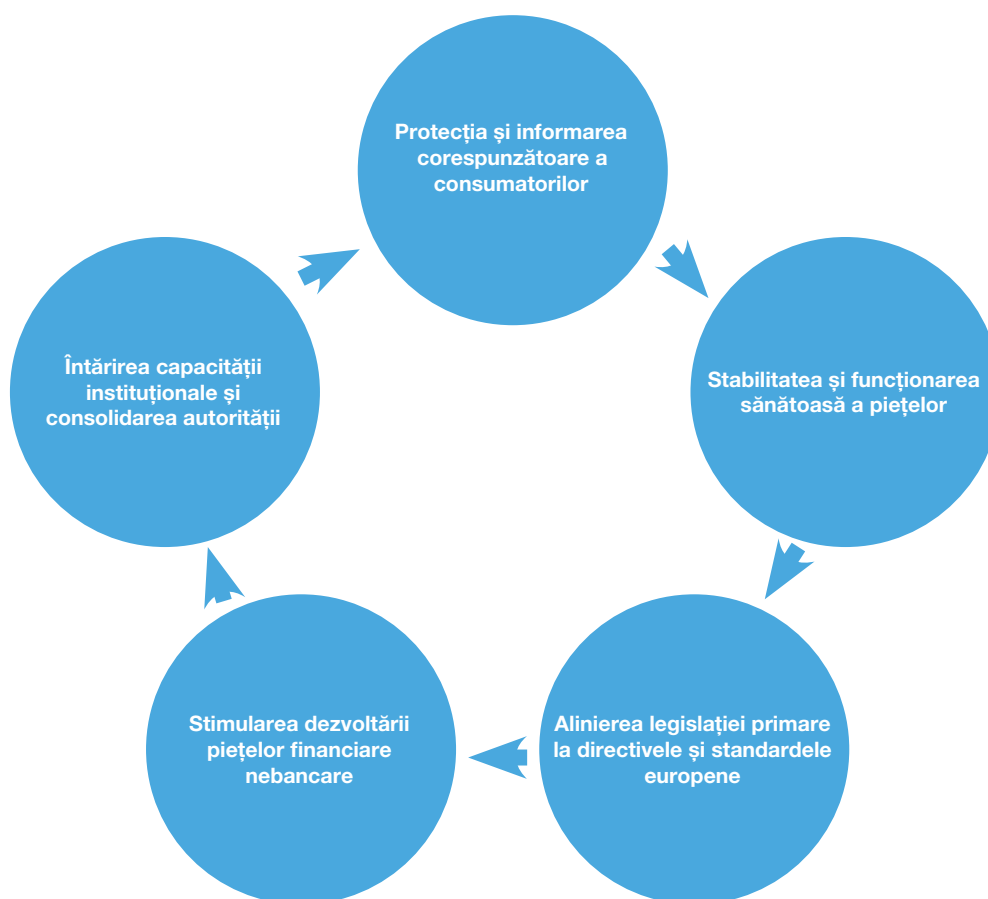 Protecția și informarea
corespunzătoare a
consumatorilor
Stabilitatea și funcționarea
sănătoasă a piețelor
Alinierea legislației primare
la directivele și standardele
europene
Stimularea dezvoltării
piețelor financiare
nebancare
Întărirea capacității
instituționale și
consolidarea autorității